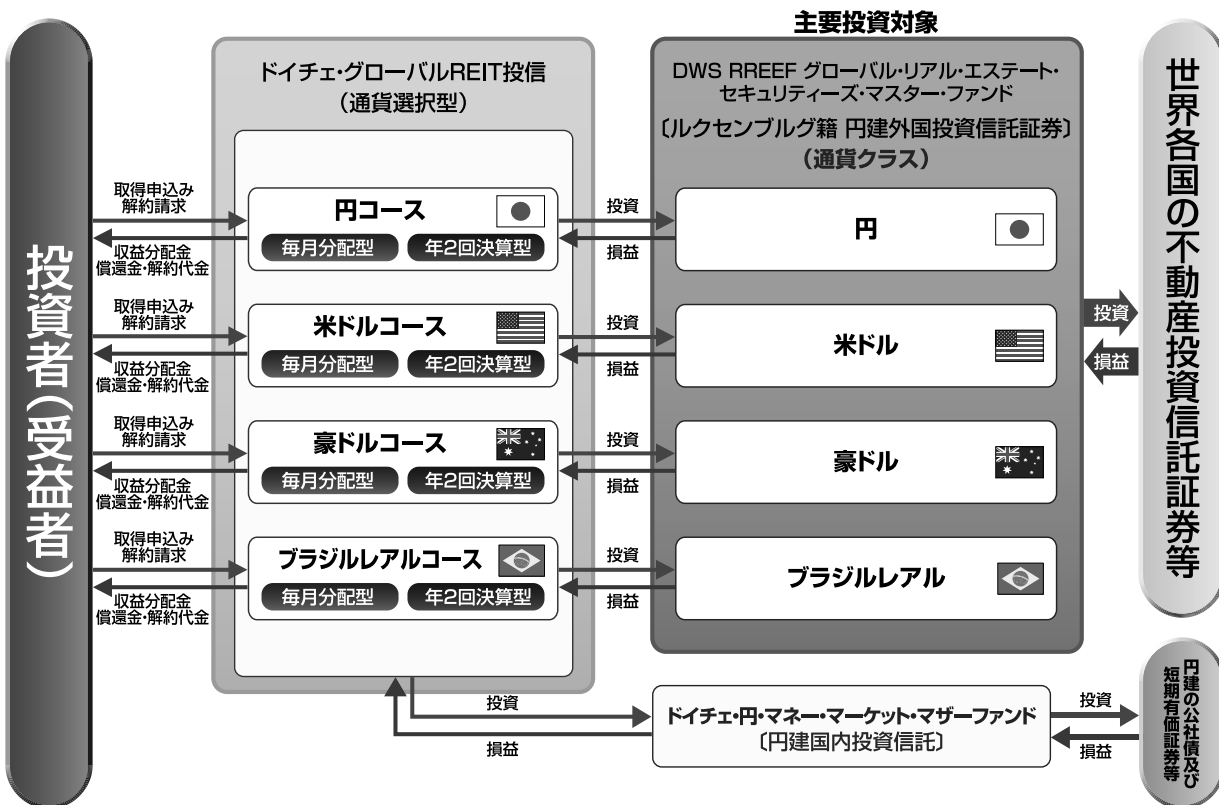 主要投資対象
投資者(受益者)
ドイチェ・グローバルREIT投信
(通貨選択型)
DWS RREEF グローバル・リアル・エステート・
セキュリティーズ・マスター・ファンド
〔ルクセンブルグ籍 円建外国投資信託証券〕
(通貨クラス)
世界各国の不動産投資信託証券等
取得申込み
解約請求
収益分配金
償還金・解約代金
円コース
毎月分配型
年2回決算型
投資
損益
円
取得申込み
解約請求
収益分配金
償還金・解約代金
米ドルコース
毎月分配型
年2回決算型
投資
損益
米ドル
投資
損益
取得申込み
解約請求
収益分配金
償還金・解約代金
豪ドルコース
毎月分配型
年2回決算型
投資
損益
豪ドル
取得申込み
解約請求
収益分配金
償還金・解約代金
ブラジルレアルコース
毎月分配型
年2回決算型
投資
損益
ブラジルレアル
投資
損益
ドイチェ・円・マネー・マーケット・マザーファンド
〔円建国内投資信託〕
投資
損益
円建の公社債及び
短期有価証券等